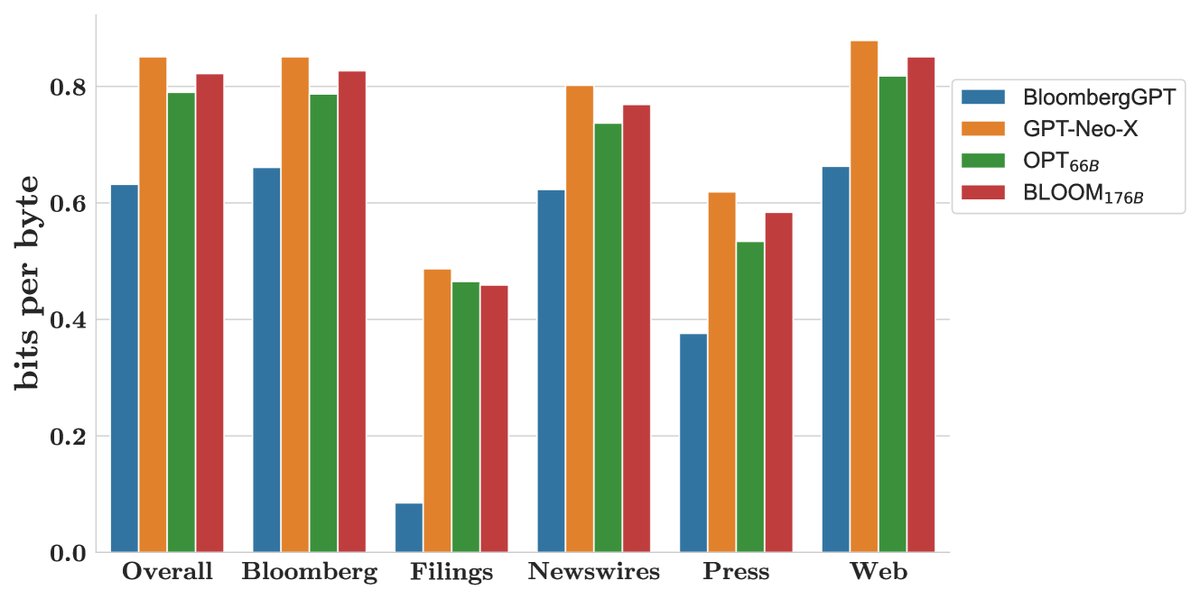 bits per byte
0.8
0.6
0.4
0.2
0.0
Overall Bloomberg Filings Newswires Press Web
BloombergGPT
GPT-Neo-X
OPT66B
BLOOM176B